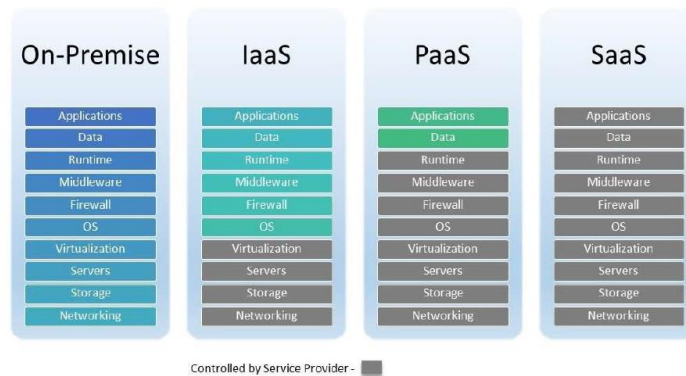 On-Premise
Applications
Data
Runtime
Middleware
Firewall
OS
Virtualization
Servers
Storage
Networking
IaaS
Applications
Data
Runtime
Middleware
Firewall
OS
Virtualization
Servers
Storage
Networking
PaaS
Applications
Data
Runtime
Middleware
Firewall
OS
Virtualization
Servers
Storage
Networking
SaaS
Applications
Data
Runtime
Middleware
Firewall
OS
Virtualization
Servers
Storage
Networking
Controlled by Service Provider -